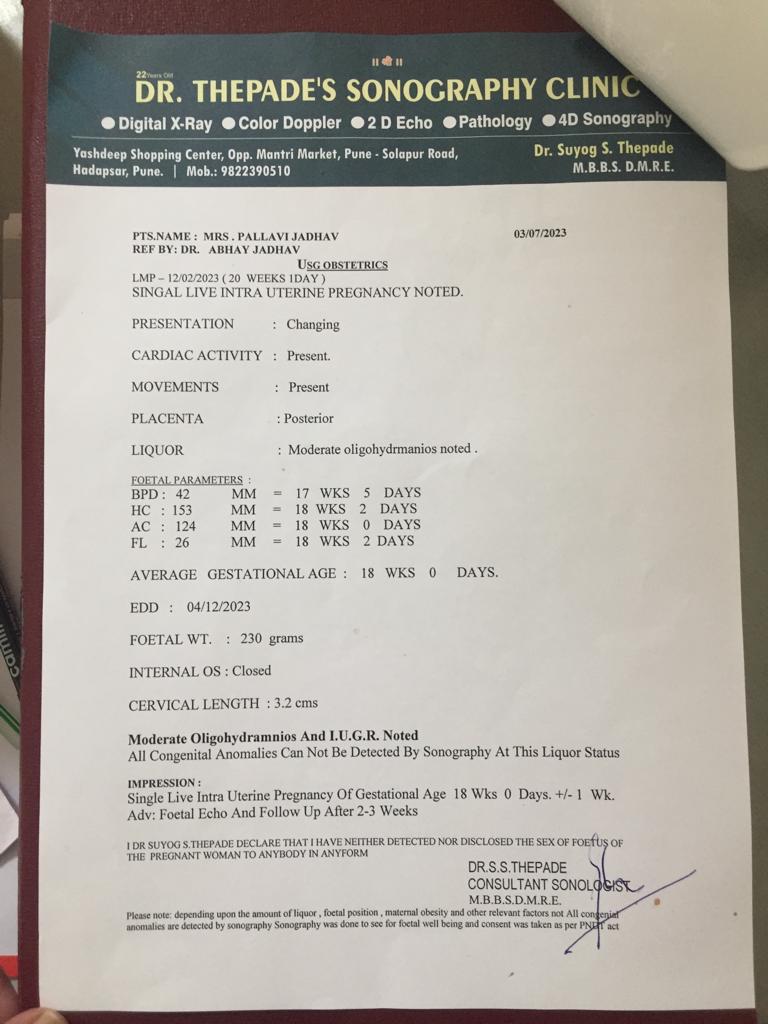 22 Years Old
DR. THEPADE'S SONOGRAPHY CLINIC
Digital X-Ray ● Color Doppler ● 2 D Echo ● Pathology ● 4D Sonography
Yashdeep Shopping Center, Opp. Mantri Market, Pune - Solapur Road,
Hadapsar, Pune. | Mob.: 9822390510
Dr. Suyog S. Thepade
M.B.B.S. D.M.R.E.
PTS.NAME : MRS . PALLAVI JADHAV 03/07/2023
REF BY: DR. ABHAY JADHAV
USG OBSTETRICS
LMP – 12/02/2023 ( 20 WEEKS 1DAY )
SINGAL LIVE INTRA UTERINE PREGNANCY NOTED.
PRESENTATION : Changing
CARDIAC ACTIVITY : Present.
MOVEMENTS : Present
PLACENTA : Posterior
LIQUOR : Moderate oligohydrmanios noted .
FOETAL PARAMETERS :
BPD : 42 MM = 17 WKS 5 DAYS
HC : 153 MM = 18 WKS 2 DAYS
AC : 124 MM = 18 WKS 0 DAYS
FL : 26 MM = 18 WKS 2 DAYS
AVERAGE GESTATIONAL AGE : 18 WKS 0 DAYS.
EDD : 04/12/2023
FOETAL WT. : 230 grams
INTERNAL OS : Closed
CERVICAL LENGTH : 3.2 cms
Moderate Oligohydramnios And I.U.G.R. Noted
All Congenital Anomalies Can Not Be Detected By Sonography At This Liquor Status
IMPRESSION :
Single Live Intra Uterine Pregnancy Of Gestational Age 18 Wks 0 Days. +/- 1 Wk.
Adv: Foetal Echo And Follow Up After 2-3 Weeks
I DR SUYOG S.THEPADE DECLARE THAT I HAVE NEITHER DETECTED NOR DISCLOSED THE SEX OF FOETUS OF
THE PREGNANT WOMAN TO ANYBODY IN ANYFORM
DR.S.S.THEPADE
CONSULTANT SONOLOGIST
M.B.B.S.D.M.R.E.
Please note: depending upon the amount of liquor , foetal position , maternal obesity and other relevant factors not All congenial
anomalies are detected by sonography Sonography was done to see for foetal well being and consent was taken as per PNDT act